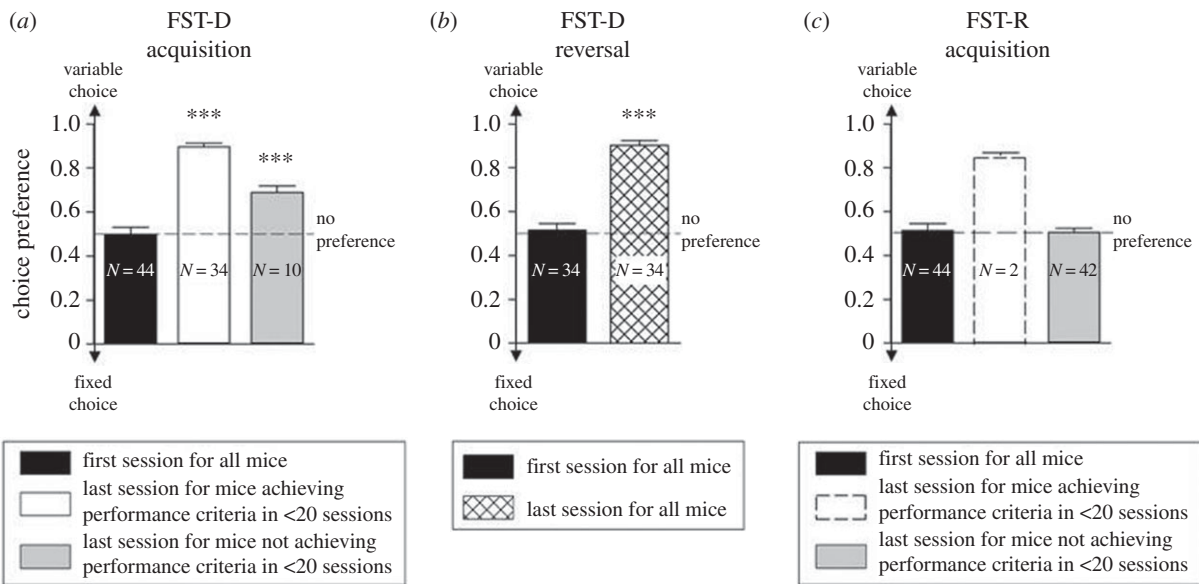 (a)
FST-D
acquisition
variable
choice
***
***
1.0
0.8
0.6
0.4
0.2
0
choice preference
no
preference
N = 44
N = 34
N = 10
fixed
choice
first session for all mice
last session for mice achieving
performance criteria in <20 sessions
last session for mice not achieving
performance criteria in <20 sessions
(b)
FST-D
reversal
variable
choice
***
1.0
0.8
0.6
0.4
0.2
0
no
preference
N = 34
N = 34
fixed
choice
first session for all mice
last session for all mice
(c)
FST-R
acquisition
variable
choice
1.0
0.8
0.6
0.4
0.2
0
no
preference
N = 44
N = 2
N = 42
fixed
choice
first session for all mice
last session for mice achieving
performance criteria in <20 sessions
last session for mice not achieving
performance criteria in <20 sessions